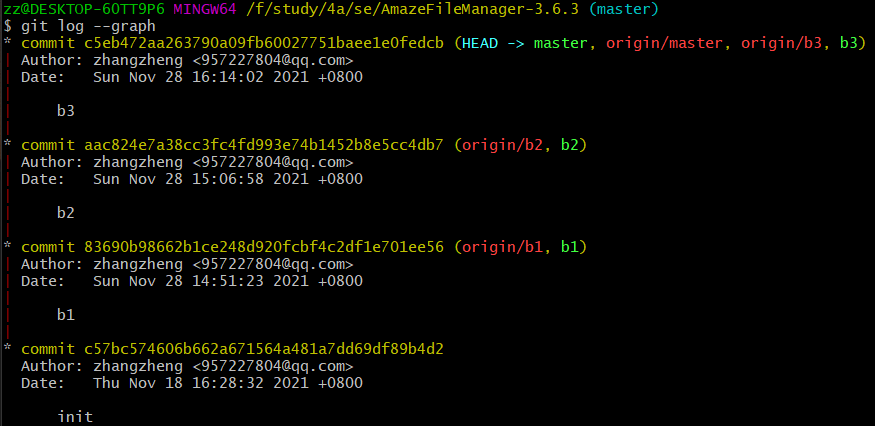 zz@DESKTOP-6OTT9P6 MINGW64 /f/study/4a/se/AmazeFileManager-3.6.3 (master)
$ git log --graph
* commit c5eb472aa263790a09fb60027751baee1e0fedcb (HEAD -> master, origin/master, origin/b3, b3)
| Author: zhangzheng <957227804@qq.com>
| Date:   Sun Nov 28 16:14:02 2021 +0800
|
|     b3
|
* commit aac824e7a38cc3fc4fd993e74b1452b8e5cc4db7 (origin/b2, b2)
| Author: zhangzheng <957227804@qq.com>
| Date:   Sun Nov 28 15:06:58 2021 +0800
|
|     b2
|
* commit 83690b98662b1ce248d920fcbf4c2df1e701ee56 (origin/b1, b1)
| Author: zhangzheng <957227804@qq.com>
| Date:   Sun Nov 28 14:51:23 2021 +0800
|
|     b1
|
* commit c57bc574606b662a671564a481a7dd69df89b4d2
  Author: zhangzheng <957227804@qq.com>
  Date:   Thu Nov 18 16:28:32 2021 +0800

      init